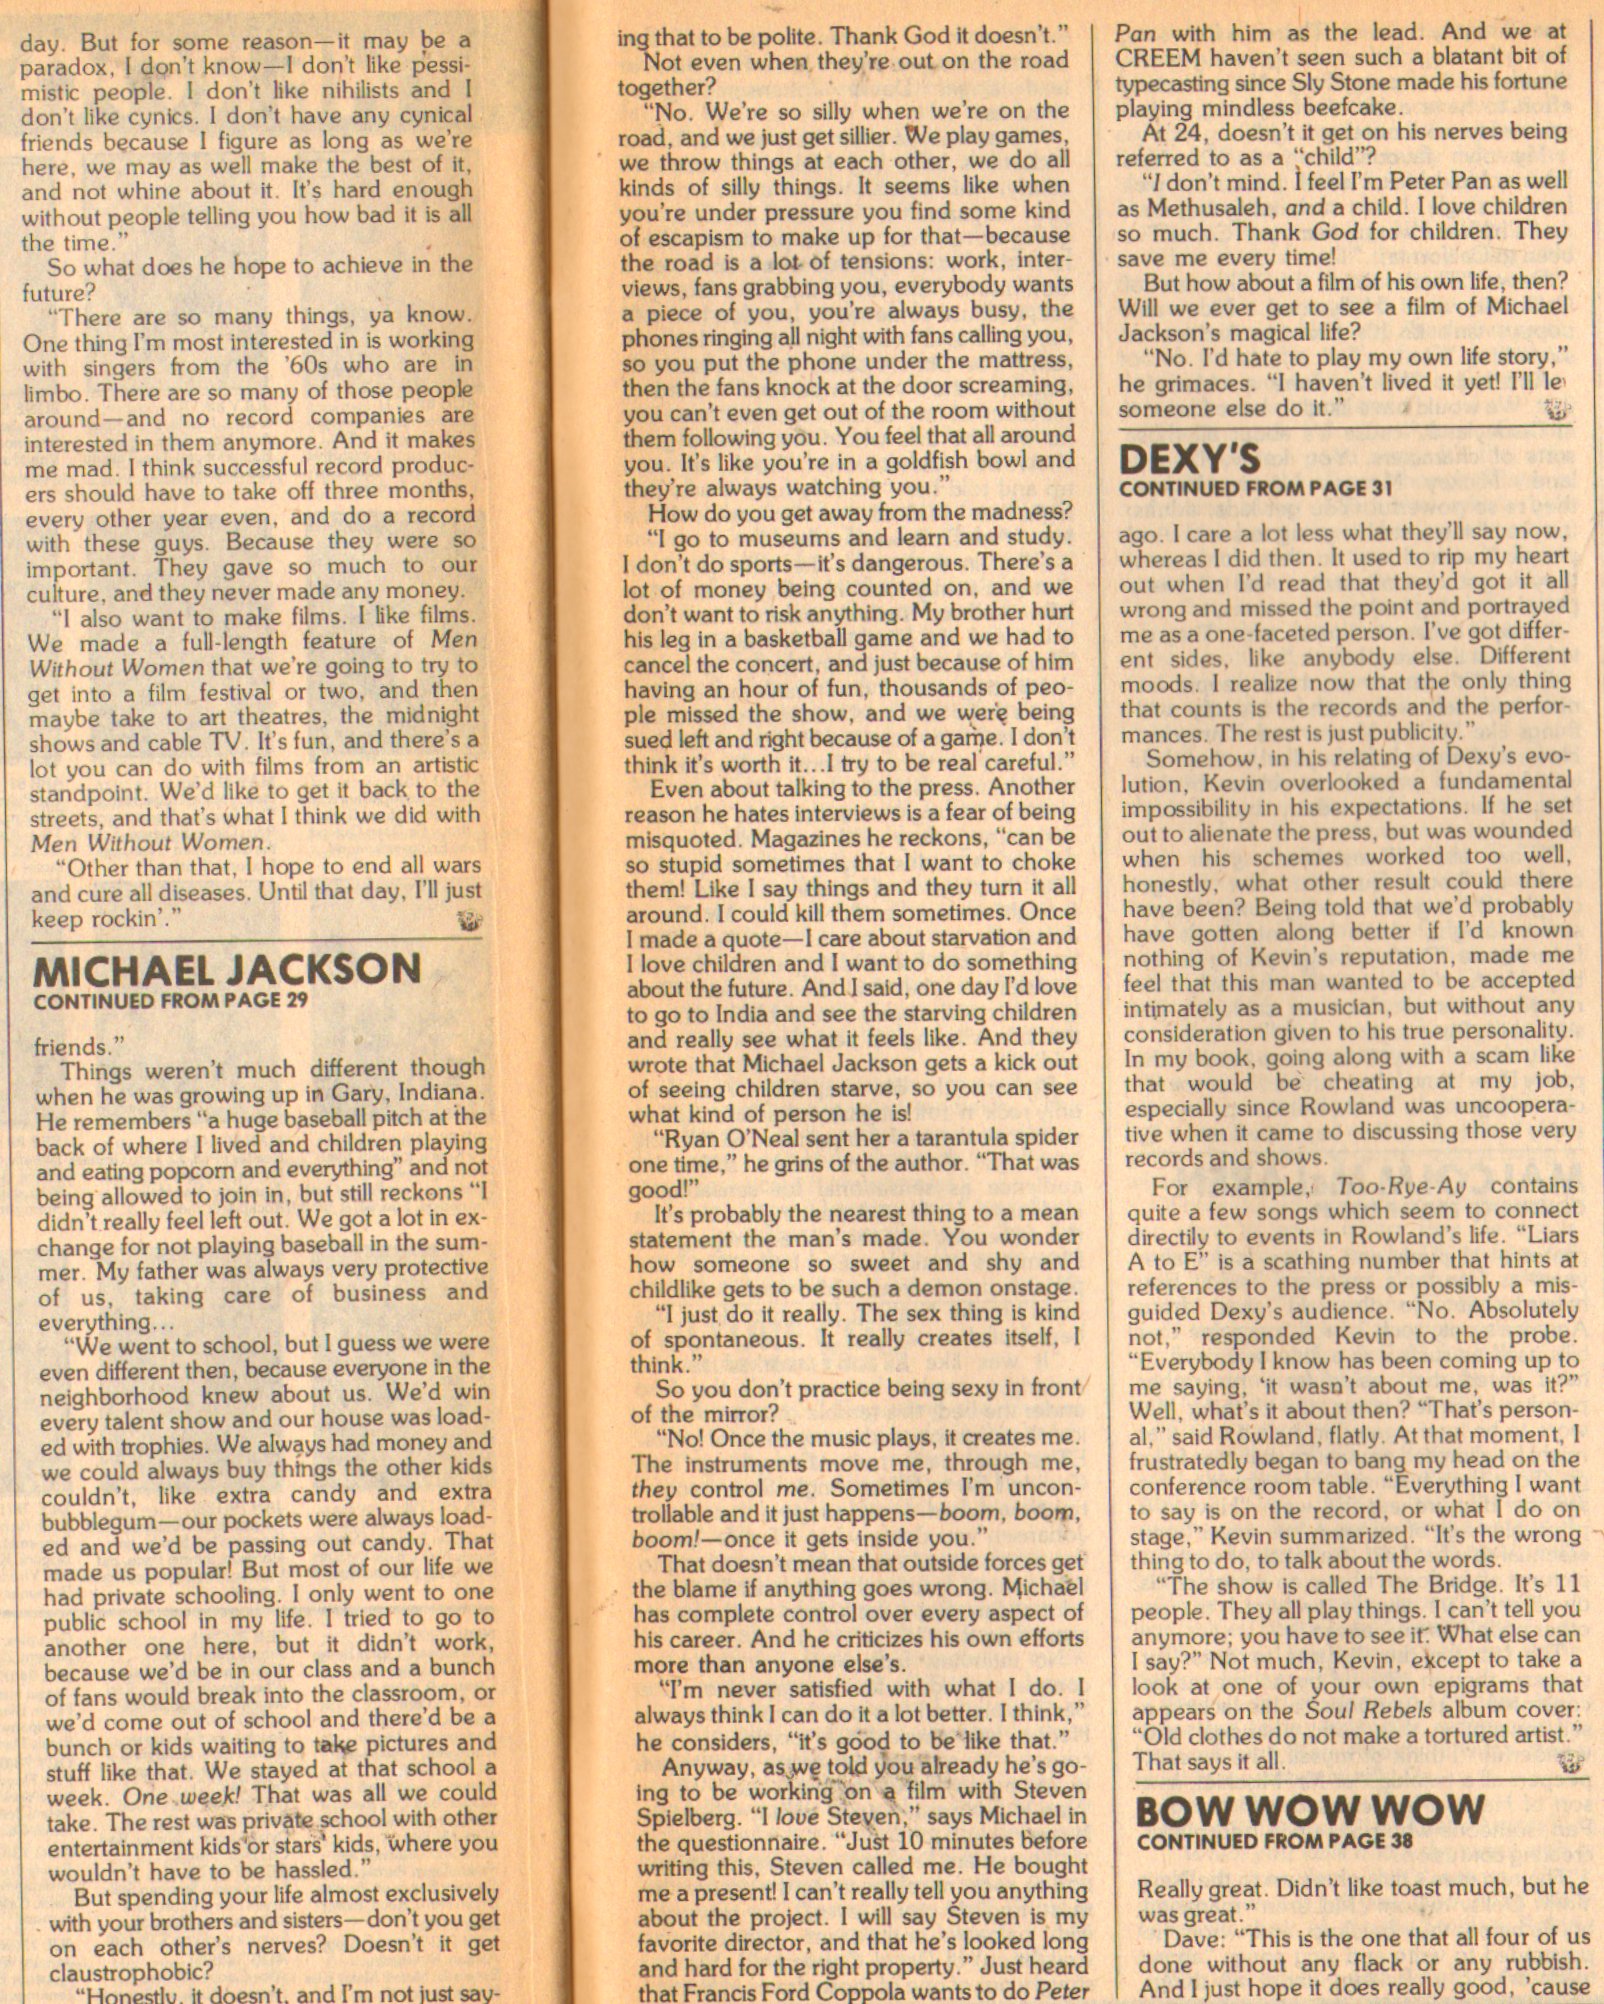 day. But for some reason—it may be a
paradox, I don't know—I don't like pessi-
mistic people. I don't like nihilists and I
don't like cynics. I don't have any cynical
friends because I figure as long as we're
here, we may as well make the best of it,
and not whine about it. It's hard enough
without people telling you how bad it is all
the time."
So what does he hope to achieve in the
future?
"There are so many things, ya know.
One thing I'm most interested in is working
with singers from the '60s who are in
limbo. There are so many of those people
around—and no record companies are
interested in them anymore. And it makes
me mad. I think successful record produc-
ers should have to take off three months,
every other year even, and do a record
with these guys. Because they were so
important. They gave so much to our
culture, and they never made any money.
"I also want to make films. I like films.
We made a full-length feature of Men
Without Women that we're going to try to
get into a film festival or two, and then
maybe take to art theatres, the midnight
shows and cable TV. It's fun, and there's a
lot you can do with films from an artistic
standpoint. We'd like to get it back to the
streets, and that's what I think we did with
Men Without Women.
"Other than that, I hope to end all wars
and cure all diseases. Until that day, I'll just
keep rockin'."
MICHAEL JACKSON
CONTINUED FROM PAGE 29
friends."
Things weren't much different though
when he was growing up in Gary, Indiana.
He remembers "a huge baseball pitch at the
back of where I lived and children playing
and eating popcorn and everything" and not
being allowed to join in, but still reckons "I
didn't really feel left out. We got a lot in ex-
change for not playing baseball in the sum-
mer. My father was always very protective
of us, taking care of business and
everything...
"We went to school, but I guess we were
even different then, because everyone in the
neighborhood knew about us. We'd win
every talent show and our house was load-
ed with trophies. We always had money and
we could always buy things the other kids
couldn't, like extra candy and extra
bubblegum—our pockets were always load-
ed and we'd be passing out candy. That
made us popular! But most of our life we
had private schooling. I only went to one
public school in my life. I tried to go to
another one here, but it didn't work,
because we'd be in our class and a bunch
of fans would break into the classroom, or
we'd come out of school and there'd be a
bunch or kids waiting to take pictures and
stuff like that. We stayed at that school a
week. One week! That was all we could
take. The rest was private school with other
entertainment kids or stars' kids, where you
wouldn't have to be hassled."
But spending your life almost exclusively
with your brothers and sisters—don't you get
on each other's nerves? Doesn't it get
claustrophobic?
"Honestly, it doesn't, and I'm not just say-
ing that to be polite. Thank God it doesn't."
Not even when they're out on the road
together?
"No. We're so silly when we're on the
road, and we just get sillier. We play games,
we throw things at each other, we do all
kinds of silly things. It seems like when
you're under pressure you find some kind
of escapism to make up for that—because
the road is a lot of tensions: work, inter-
views, fans grabbing you, everybody wants
a piece of you, you're always busy, the
phones ringing all night with fans calling you,
so you put the phone under the mattress,
then the fans knock at the door screaming,
you can't even get out of the room without
them following you. You feel that all around
you. It's like you're in a goldfish bowl and
they're always watching you."
How do you get away from the madness?
"I go to museums and learn and study.
I don't do sports—it's dangerous. There's a
lot of money being counted on, and we
don't want to risk anything. My brother hurt
his leg in a basketball game and we had to
cancel the concert, and just because of him
having an hour of fun, thousands of peo-
ple missed the show, and we were being
sued left and right because of a game. I don't
think it's worth it...I try to be real careful."
Even about talking to the press. Another
reason he hates interviews is a fear of being
misquoted. Magazines he reckons, "can be
so stupid sometimes that I want to choke
them! Like I say things and they turn it all
around. I could kill them sometimes. Once
I made a quote—I care about starvation and
I love children and I want to do something
about the future. And I said, one day I'd love
to go to India and see the starving children
and really see what it feels like. And they
wrote that Michael Jackson gets a kick out
of seeing children starve, so you can see
what kind of person he is!
"Ryan O'Neal sent her a tarantula spider
one time," he grins of the author. "That was
good!"
It's probably the nearest thing to a mean
statement the man's made. You wonder
how someone so sweet and shy and
childlike gets to be such a demon onstage.
"I just do it really. The sex thing is kind
of spontaneous. It really creates itself, I
think."
So you don't practice being sexy in front
of the mirror?
"No! Once the music plays, it creates me.
The instruments move me, through me,
they control me. Sometimes I'm uncon-
trollable and it just happens—boom, boom,
boom!—once it gets inside you."
That doesn't mean that outside forces get
the blame if anything goes wrong. Michael
has complete control over every aspect of
his career. And he criticizes his own efforts
more than anyone else's.
"I'm never satisfied with what I do. I
always think I can do it a lot better. I think,"
he considers, "it's good to be like that."
Anyway, as we told you already he's go-
ing to be working on a film with Steven
Spielberg. "I love Steven," says Michael in
the questionnaire. "Just 10 minutes before
writing this, Steven called me. He bought
me a present! I can't really tell you anything
about the project. I will say Steven is my
favorite director, and that he's looked long
and hard for the right property." Just heard
that Francis Ford Coppola wants to do Peter
Pan with him as the lead. And we at
CREEM haven't seen such a blatant bit of
typecasting since Sly Stone made his fortune
playing mindless beefcake.
At 24, doesn't it get on his nerves being
referred to as a "child"?
"I don't mind. I feel I'm Peter Pan as well
as Methusaleh, and a child. I love children
so much. Thank God for children. They
save me every time!
But how about a film of his own life, then?
Will we ever get to see a film of Michael
Jackson's magical life?
"No. I'd hate to play my own life story,"
he grimaces. "I haven't lived it yet! I'll le
someone else do it."
DEXY'S
CONTINUED FROM PAGE 31
ago. I care a lot less what they'll say now,
whereas I did then. It used to rip my heart
out when I'd read that they'd got it all
wrong and missed the point and portrayed
me as a one-faceted person. I've got differ-
ent sides, like anybody else. Different
moods. I realize now that the only thing
that counts is the records and the perfor-
mances. The rest is just publicity."
Somehow, in his relating of Dexy's evo-
lution, Kevin overlooked a fundamental
impossibility in his expectations. If he set
out to alienate the press, but was wounded
when his schemes worked too well,
honestly, what other result could there
have been? Being told that we'd probably
have gotten along better if I'd known
nothing of Kevin's reputation, made me
feel that this man wanted to be accepted
intimately as a musician, but without any
consideration given to his true personality.
In my book, going along with a scam like
that would be cheating at my job,
especially since Rowland was uncoopera-
tive when it came to discussing those very
records and shows.
For example, Too-Rye-Ay contains
quite a few songs which seem to connect
directily to events in Rowland's life. "Liars
A to E" is a scathing number that hints at
references to the press or possibly a mis-
guided Dexy's audience. "No. Absolutely
not," responded Kevin to the probe.
"Everybody I know has been coming up to
me saying, 'it wasn't about me, was it?"
Well, what's it about then? "That's person-
al," said Rowland, flatly. At that moment, I
frustratedly began to bang my head on the
conference room table. "Everything I want
to say is on the record, or what I do on
stage," Kevin summarized. "It's the wrong
thing to do, to talk about the words.
"The show is called The Bridge. It's 11
people. They all play things. I can't tell you
anymore; you have to see it. What else can
I say?" Not much, Kevin, except to take a
look at one of your own epigrams that
appears on the Soul Rebels album cover:
"Old clothes do not make a tortured artist."
That says it all.
BOW WOW WOW
CONTINUED FROM PAGE 38
Really great. Didn't like toast much, but he
was great."
Dave: "This is the one that all four of us
done without any flack or any rubbish.
And I just hope it does really good, 'cause